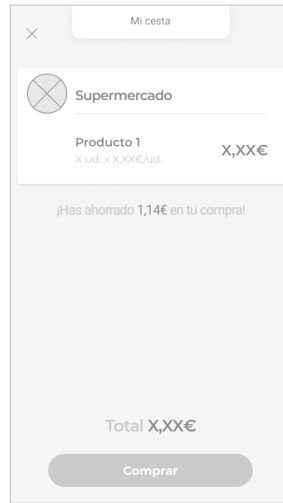 Mi cesta
Supermercado
Producto 1
X ud. x X,XX€/ud.
X,XX€
¡Has ahorrado 1,14€ en tu compra!
Total X,XX€
Comprar